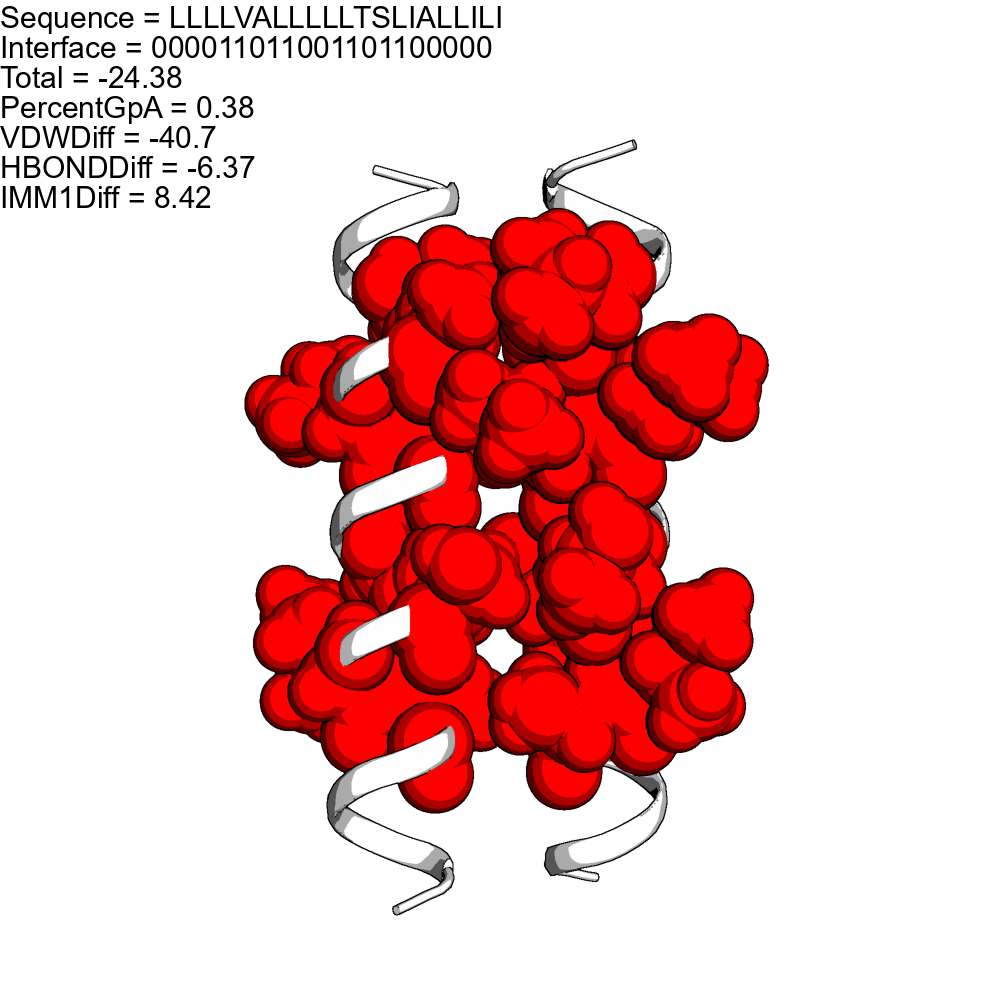 Sequence = LLLLVALLLLLTSLIALLILI
Interface = 000011011001101100000
Total = -24.38
PercentGpA = 0.38
VDWDiff = -40.7
HBONDDiff = -6.37
IMM1Diff = 8.42